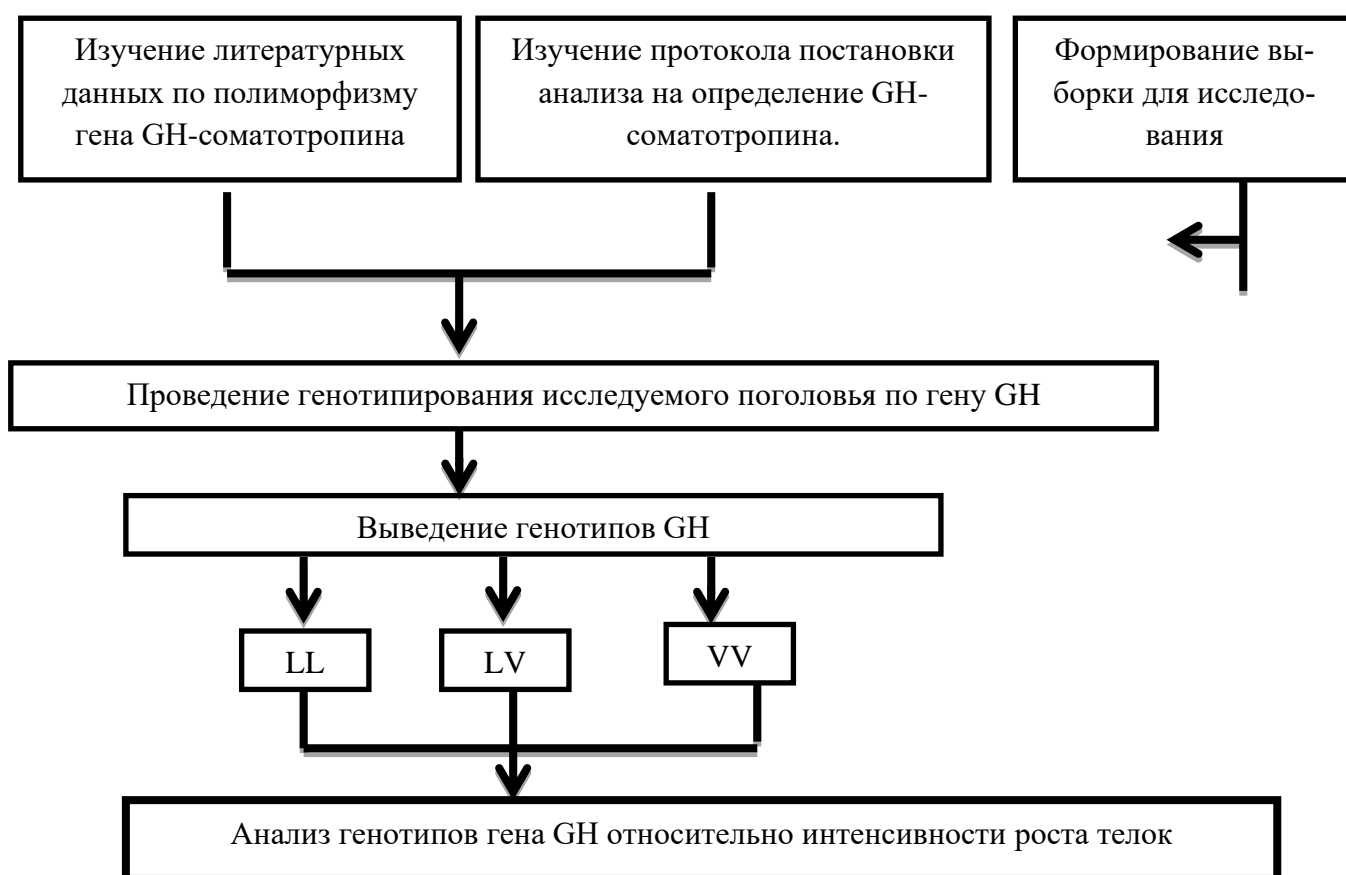 Изучение литературных
данных по полиморфизму
гена GH-соматотропина
Изучение протокола постановки
анализа на определение GH-
соматотропина.
Формирование вы-
борки для исследо-
вания
Проведение генотипирования исследуемого поголовья по гену GH
Выведение генотипов GH
LL
LV
VV
Анализ генотипов гена GH относительно интенсивности роста телок